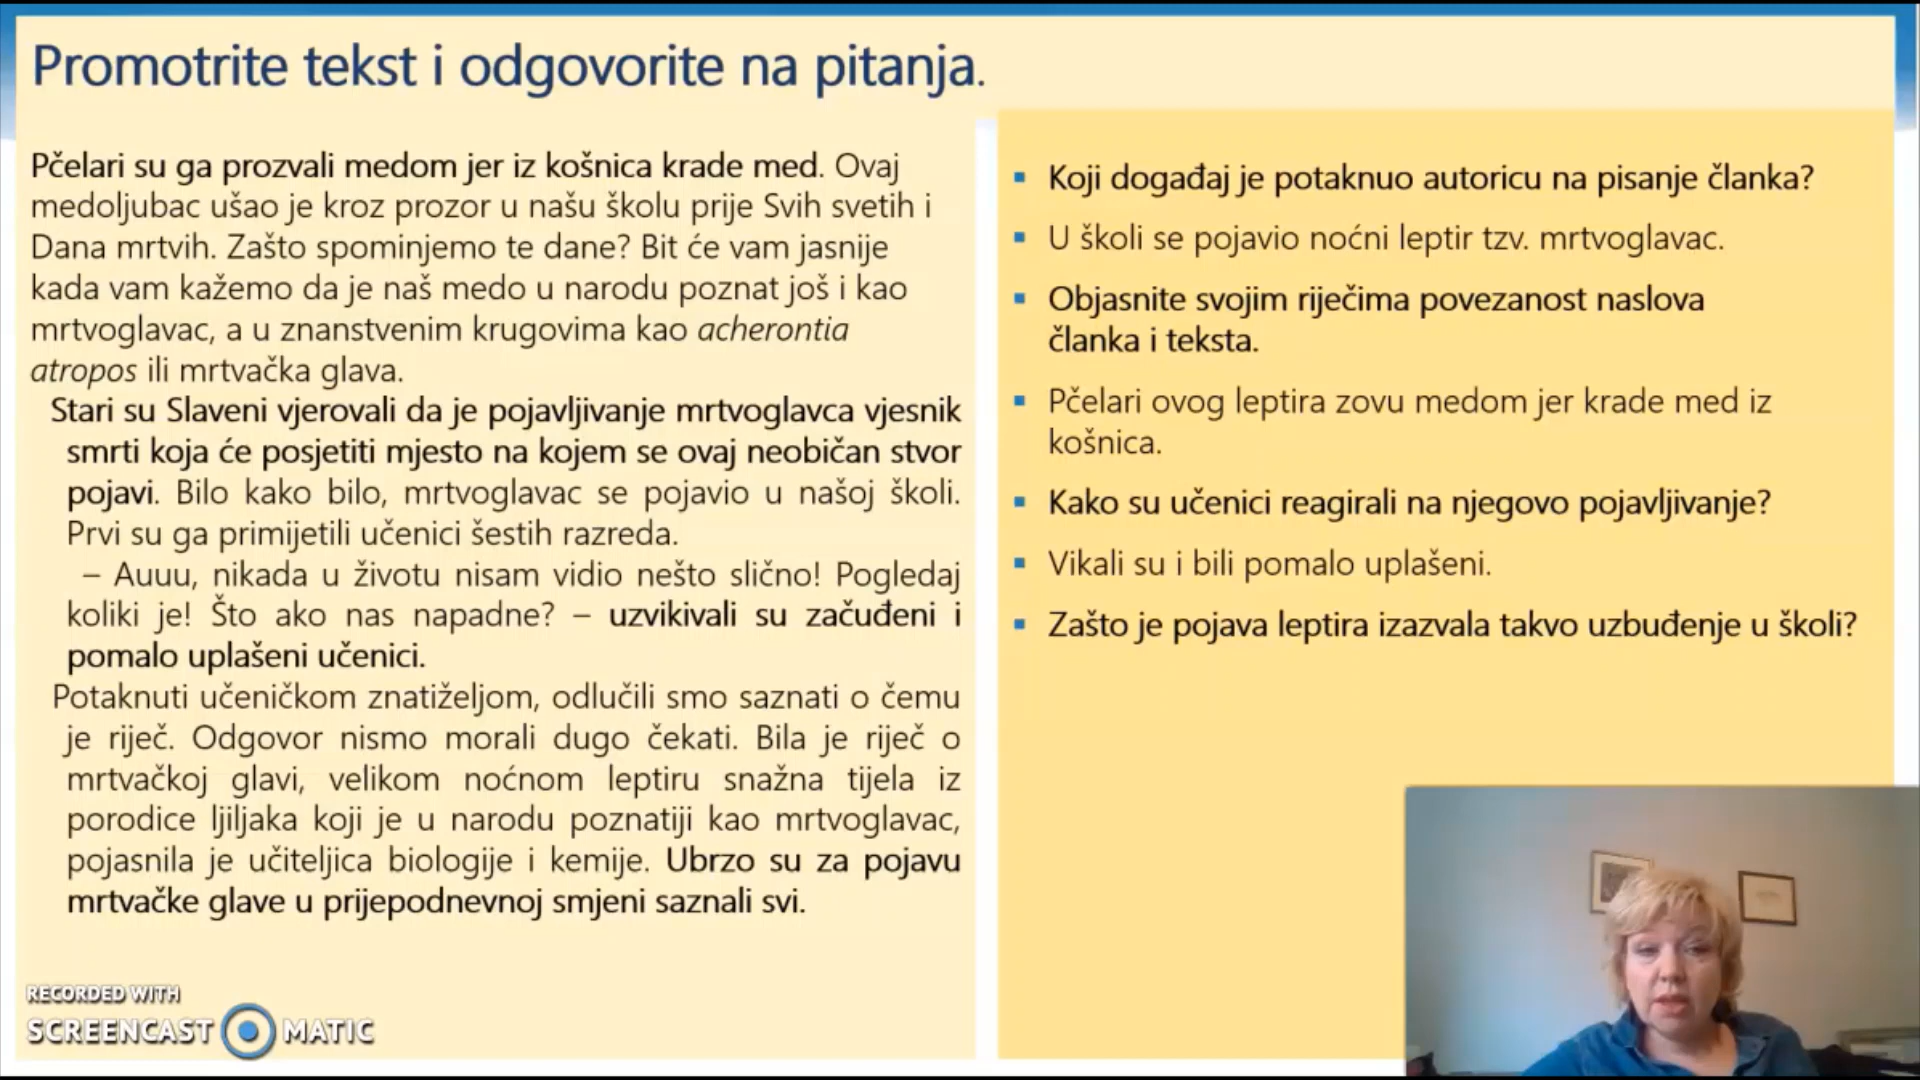 Promotrite tekst i odgovorite na pitanja.
Pčelari su ga prozvali medom jer iz košnica krade med. Ovaj
medoljubac ušao je kroz prozor u našu školu prije Svih svetih i
Dana mrtvih. Zašto spominjemo te dane? Bit će vam jasnije
kada vam kažemo da je naš medo u narodu poznat još i kao
mrtvoglavac, a u znanstvenim krugovima kao acherontia
atropos ili mrtvačka glava.
Stari su Slaveni vjerovali da je pojavljivanje mrtvoglavca vjesnik
smrti koja će posjetiti mjesto na kojem se ovaj neobičan stvor
pojavi. Bilo kako bilo, mrtvoglavac se pojavio u našoj školi.
Prvi su ga primijetili učenici šestih razreda.
– Auuu, nikada u životu nisam vidio nešto slično! Pogledaj
koliki je! Što ako nas napadne? – uzvikivali su začuđeni i
pomalo uplašeni učenici.
Potaknuti učeničkom znatiželjom, odlučili smo saznati o čemu
je riječ. Odgovor nismo morali dugo čekati. Bila je riječ o
mrtvačkoj glavi, velikom noćnom leptiru snažna tijela iz
porodice ljiljaka koji je u narodu poznatiji kao mrtvoglavac,
pojasnila je učiteljica biologije i kemije. Ubrzo su za pojavu
mrtvačke glave u prijepodnevnoj smjeni saznali svi.
▪ Koji događaj je potaknuo autoricu na pisanje članka?
▪ U školi se pojavio noćni leptir tzv. mrtvoglavac.
▪ Objasnite svojim riječima povezanost naslova
članka i teksta.
▪ Pčelari ovog leptira zovu medom jer krade med iz
košnica.
▪ Kako su učenici reagirali na njegovo pojavljivanje?
▪ Vikali su i bili pomalo uplašeni.
▪ Zašto je pojava leptira izazvala takvo uzbuđenje u školi?
RECORDED WITH
SCREENCAST MATIC